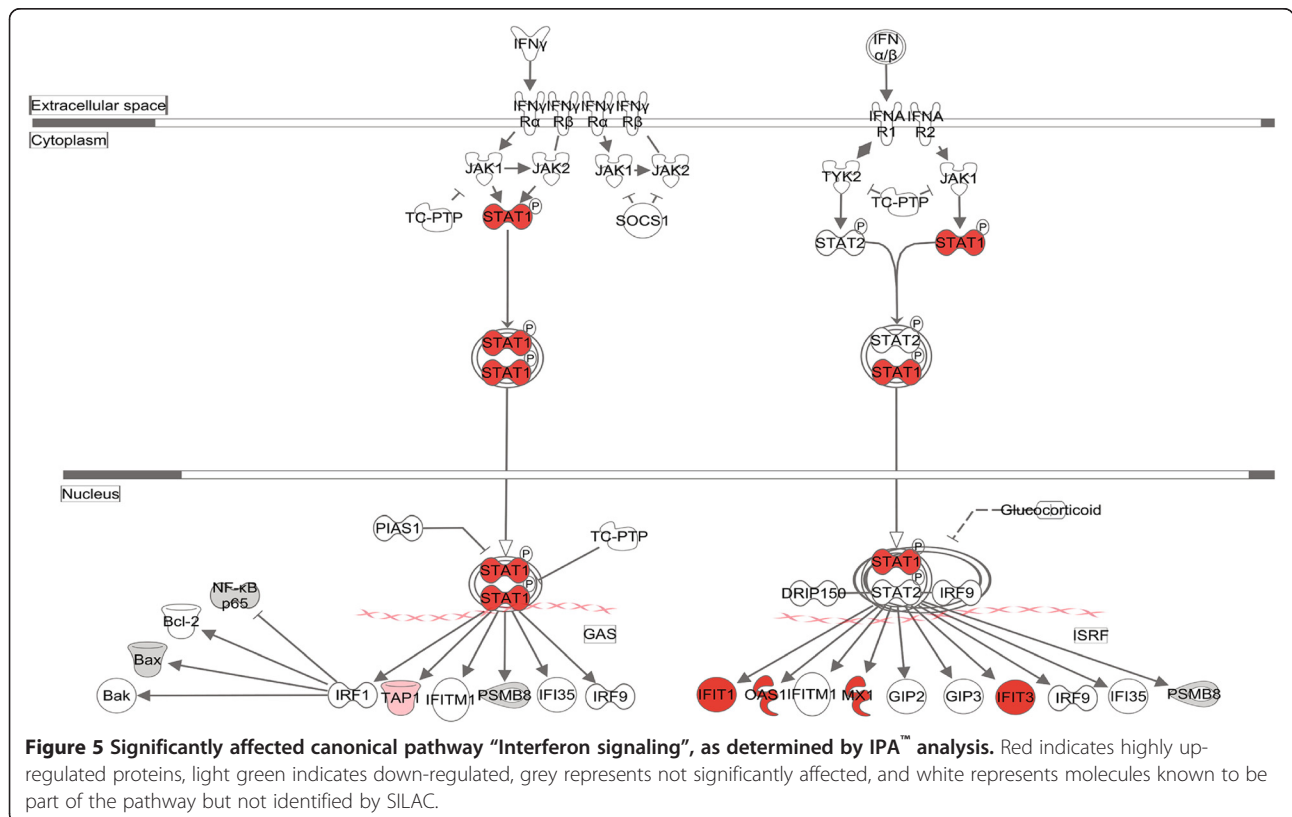 IFNγ
IFN
α/β
Extracellular space
IFNγ IFNγ IFNγ IFNγ
Rα Rβ Rα Rβ
IFNA IFNA
R1 R2
Cytoplasm
JAK1 JAK2 JAK1 JAK2
TYK2 JAK1
TC-PTP STAT1 P SOCS1
TC-PTP
P
STAT2 STAT1 P
P
STAT1
P
STAT1
P
STAT2
P
STAT1
Nucleus
PIAS1
TC-PTP
Glucocorticoid
P
STAT1
P
STAT1
P
STAT1
P
DRIP150 STAT2 IRF9
NF-κB
p65
Bcl-2
GAS
ISRF
Bax
Bak IRF1 TAP1 IFITM1 PSMB8 IFI35 IRF9
IFIT1 OAS1 IFITM1 MX1 GIP2 GIP3 IFIT3 IRF9 IFI35 PSMB8
Figure 5 Significantly affected canonical pathway “Interferon signaling”, as determined by IPA™ analysis. Red indicates highly up-
regulated proteins, light green indicates down-regulated, grey represents not significantly affected, and white represents molecules known to be
part of the pathway but not identified by SILAC.